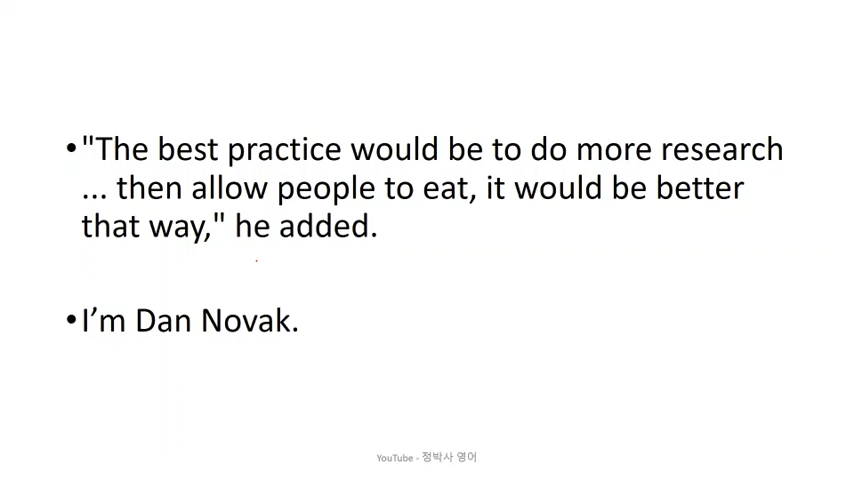 •"The best practice would be to do more research
... then allow people to eat, it would be better
that way," he added.
•I’m Dan Novak.
YouTube - 정박사 영어